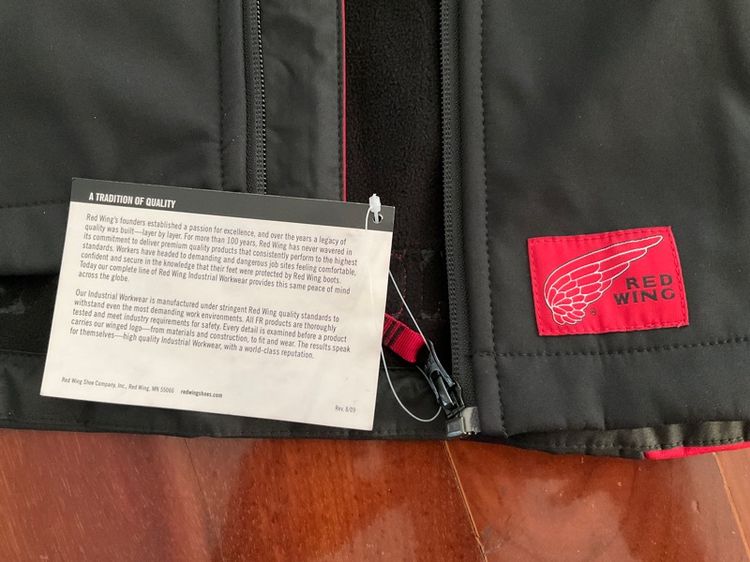 A TRADITION OF QUALITY
Red Wing's founders established a passion for excellence, and over the years a legacy of
quality was built—layer by layer. For more than 100 years, Red Wing has never wavered in
its commitment to deliver premium quality products that consistently perform to the highest
standards. Workers have headed to demanding and dangerous job sites feeling comfortable,
confident and secure in the knowledge that their feet were protected by Red Wing boots.
Today our complete line of Red Wing Industrial Workwear provides this same peace of mind
across the globe.
Our Industrial Workwear is manufactured under stringent Red Wing quality standards to
withstand even the most demanding work environments. All FR products are thoroughly
tested and meet industry requirements for safety. Every detail is examined before a product
carries our winged logo—from materials and construction, to fit and wear. The results speak
for themselves—high quality Industrial Workwear, with a world-class reputation.
Red Wing Shoe Company, Inc., Red Wing, MN 55066 redwingshoes.com
Rev. 8/09
RED
WING
®